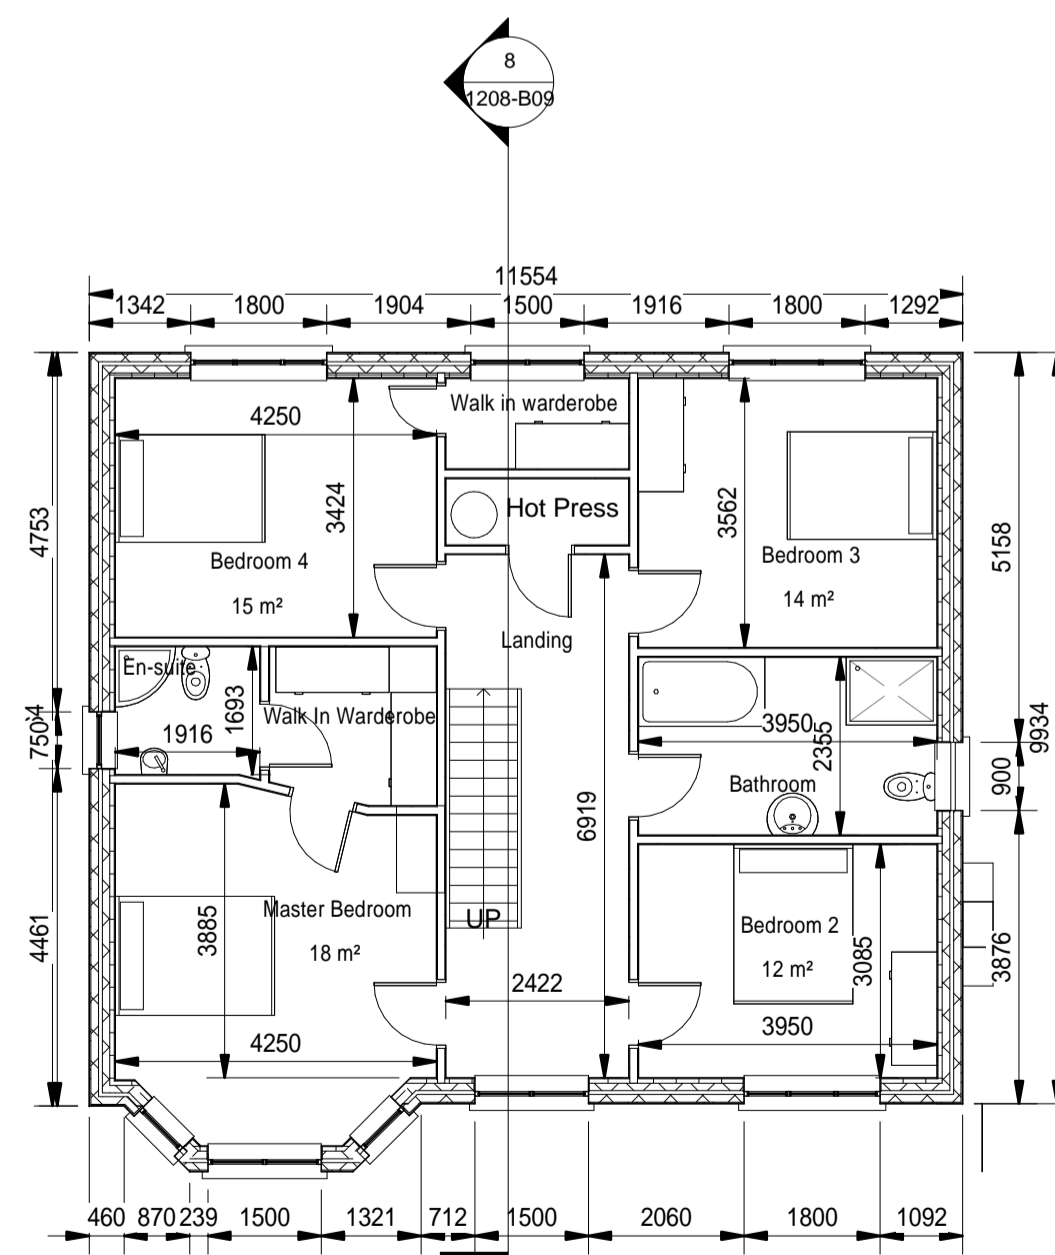 8
1208-B09
11554
1342 1800 1904 1500 1916 1800 1292
Walk in warderobe
4250
3424
Hot Press
3562
4753
5158
Bedroom 4
15 m²
Bedroom 3
14 m²
Landing
En-suite
1693
Walk In Warderobe
1916
750
3950
2355
9934
900
Bathroom
6919
Master Bedroom
18 m²
3885
UP
4461
Bedroom 2
12 m²
3085
3876
2422
4250
3950
460 870 239 1500 1321 712 1500 2060 1800 1092